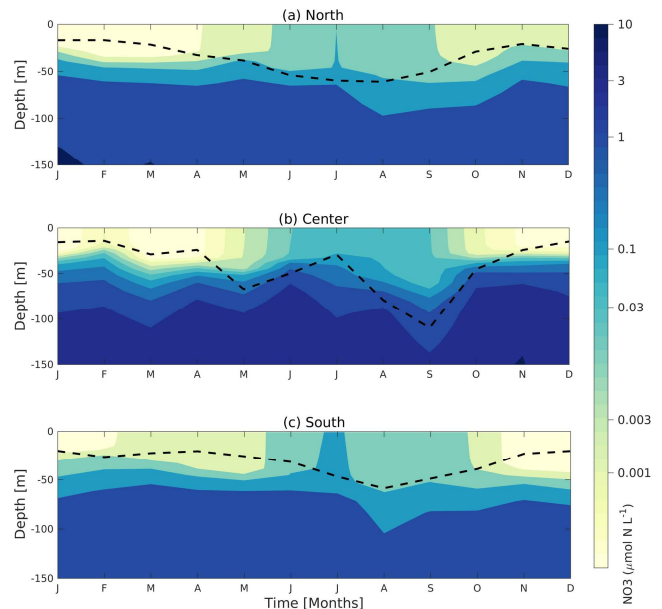 (a) North
Depth [m]
0
-50
-100
-150
J F M A M J J A S O N D
(b) Center
Depth [m]
0
-50
-100
-150
J F M A M J J A S O N D
(c) South
Depth [m]
0
-50
-100
-150
J F M A M J J A S O N D
Time [Months]
10
3
1
0.1
0.03
0.003
0.001
NO3 (μmol N L⁻¹)